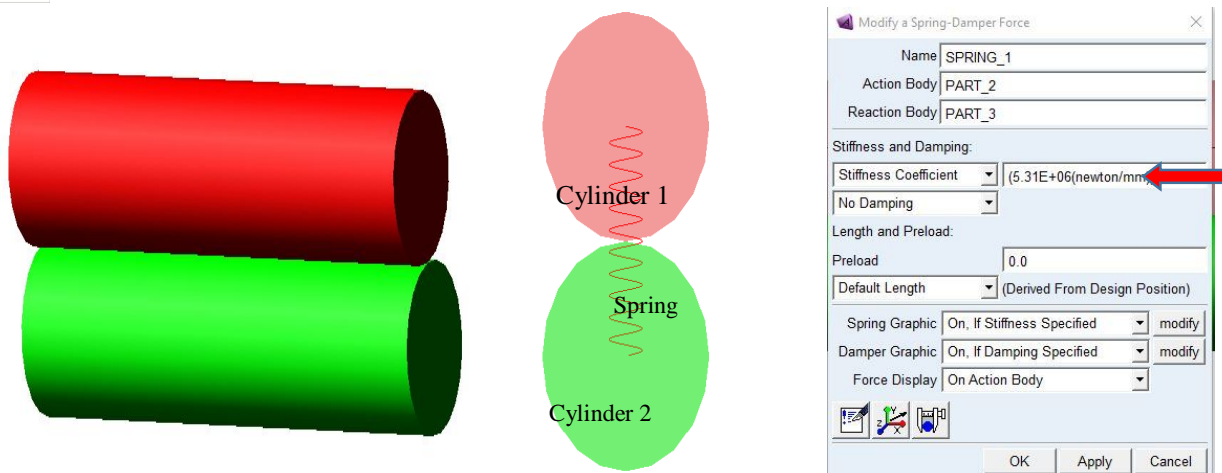 Cylinder 1
Spring
Cylinder 2
Modify a Spring-Damper Force
Name SPRING_1
Action Body PART_2
Reaction Body PART_3
Stiffness and Damping:
Stiffness Coefficient (5.31E+06(newton/mm)
No Damping
Length and Preload:
Preload 0.0
Default Length (Derived From Design Position)
Spring Graphic On, If Stiffness Specified modify
Damper Graphic On, If Damping Specified modify
Force Display On Action Body
Z Y X
OK Apply Cancel